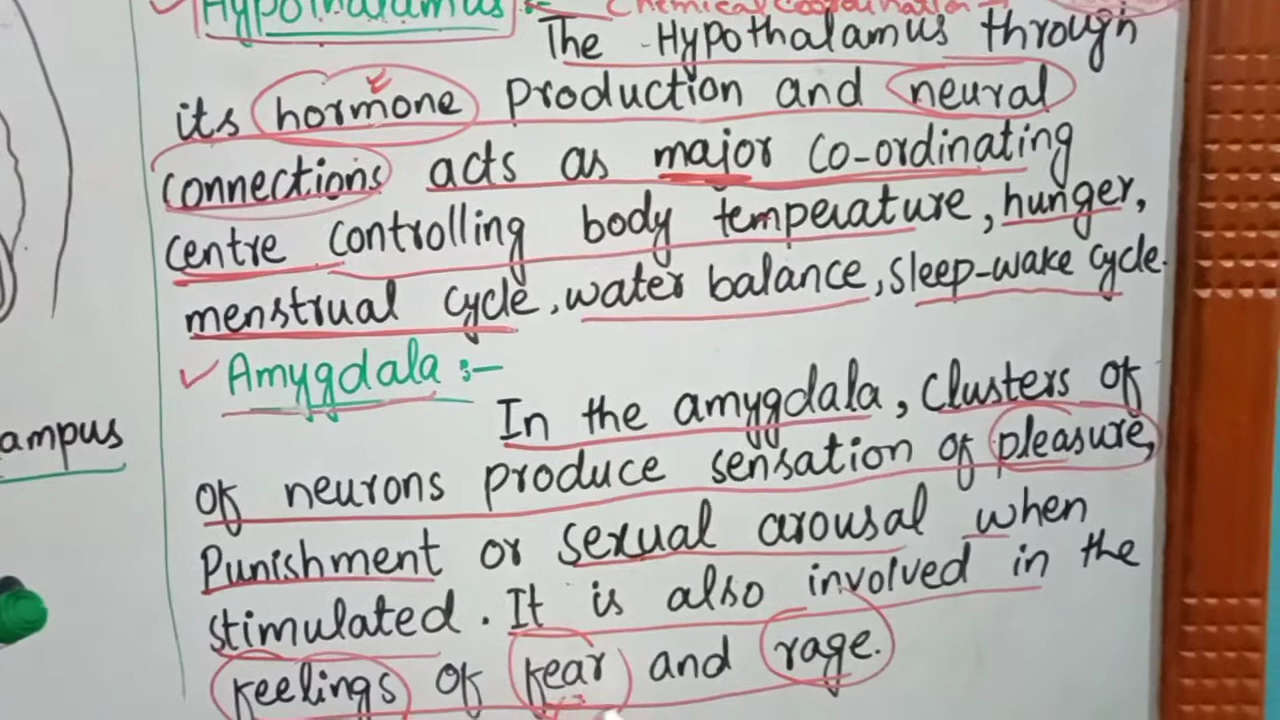 Hypothalamus :- Chemical Coordination
The Hypothalamus through
its hormone production and neural
connections acts as major co-ordinating
centre controlling body temperature, hunger,
menstrual cycle, water balance, sleep-wake cycle.
Amygdala :-
ampus
In the amygdala, clusters of
of neurons produce sensation of pleasure,
Punishment or sexual arousal when
stimulated. It is also involved in the
feelings of fear and rage.